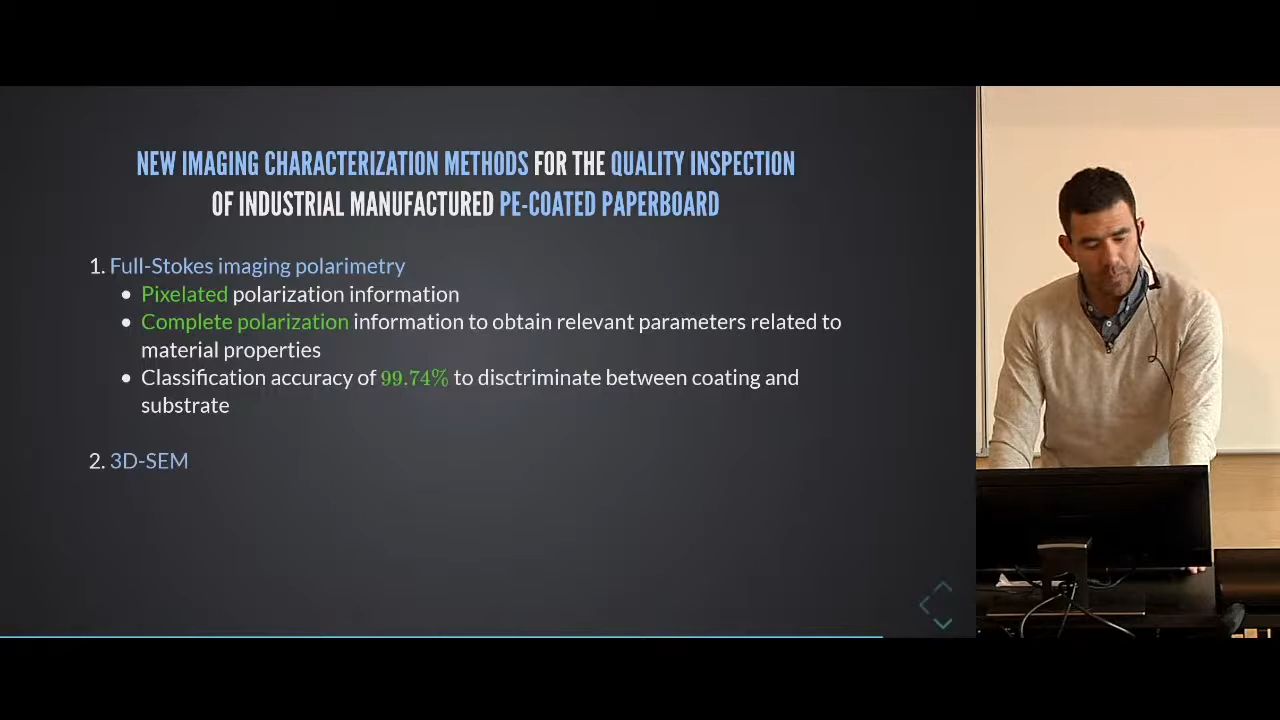 NEW IMAGING CHARACTERIZATION METHODS FOR THE QUALITY INSPECTION
OF INDUSTRIAL MANUFACTURED PE-COATED PAPERBOARD
1. Full-Stokes imaging polarimetry
• Pixelated polarization information
• Complete polarization information to obtain relevant parameters related to
material properties
• Classification accuracy of 99.74% to disctriminate between coating and
substrate
2. 3D-SEM